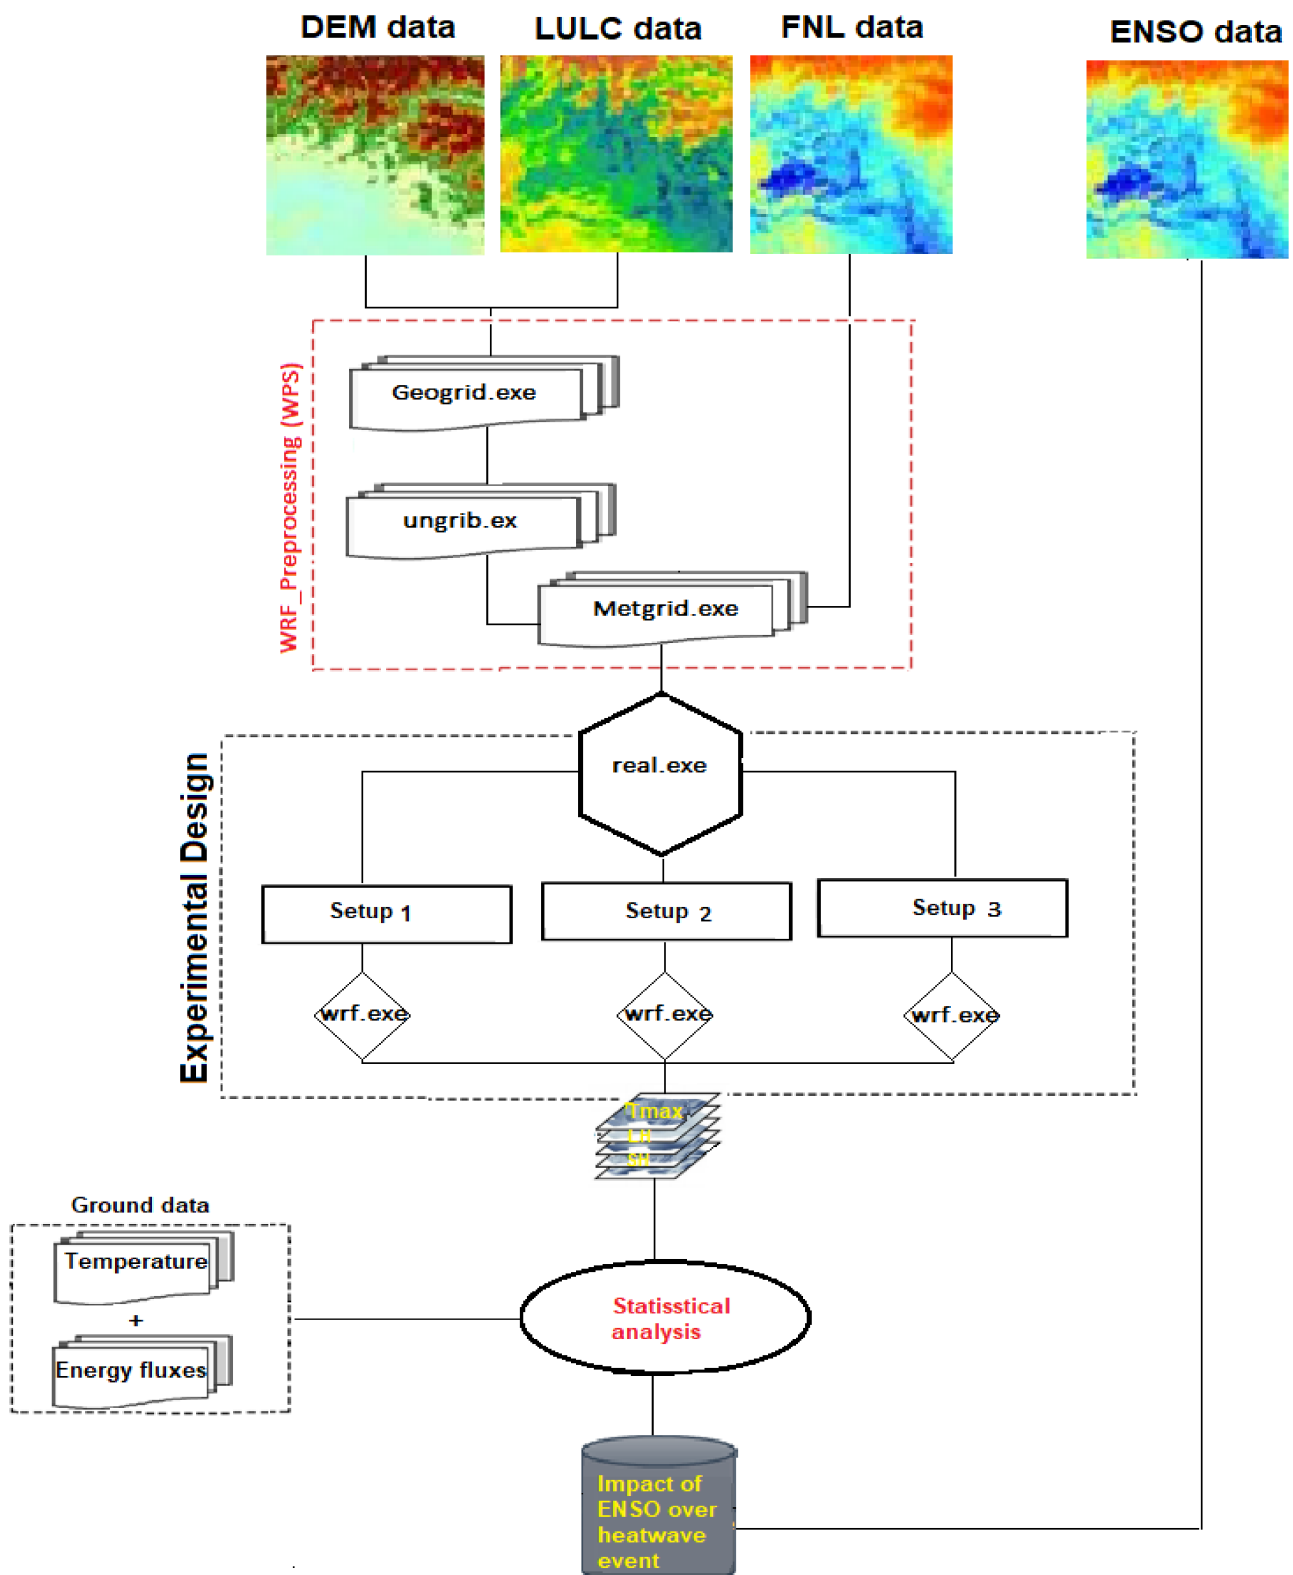 DEM data
LULC data
FNL data
ENSO data
WRF_Preprocessing (WPS)
Geogrid.exe
ungrib.ex
Metgrid.exe
Experimental Design
real.exe
Setup 1
Setup 2
Setup 3
wrf.exe
wrf.exe
wrf.exe
Tmax
LH
SH
Ground data
Temperature
+
Energy fluxes
Statisstical
analysis
Impact of
ENSO over
heatwave
event